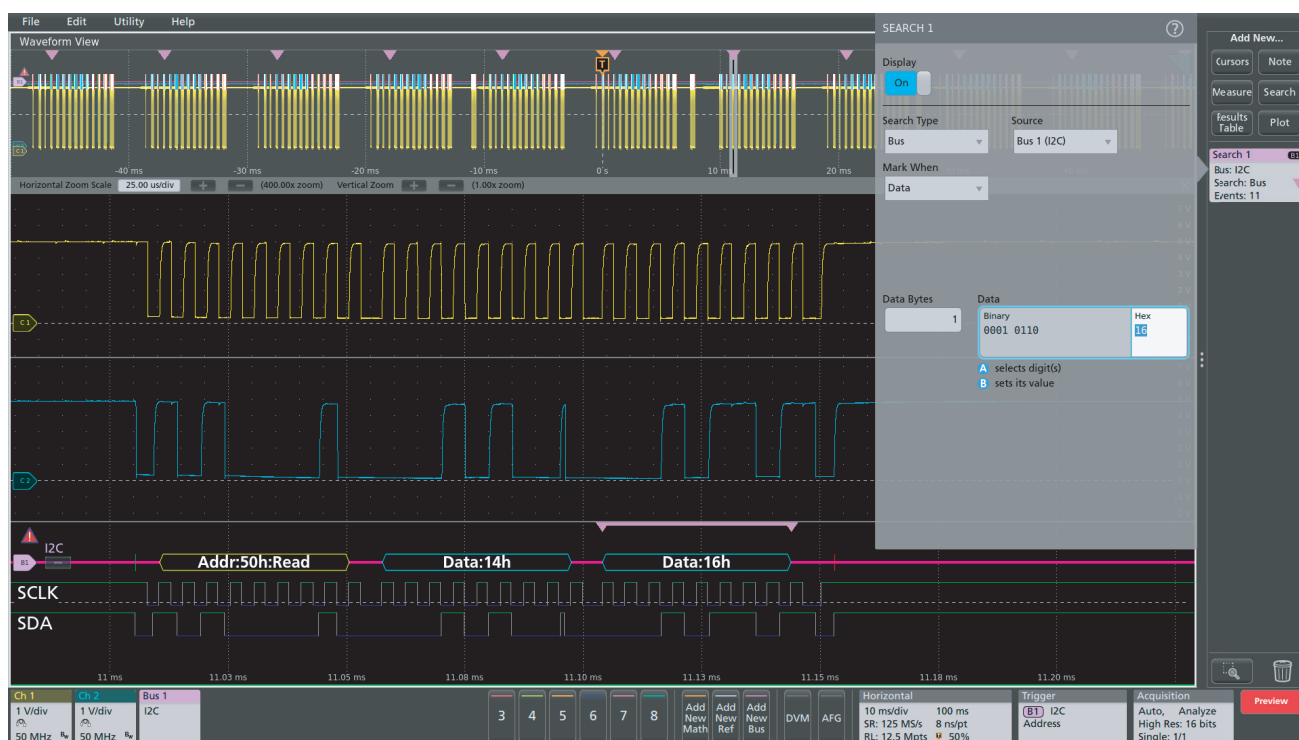 File Edit Utility Help
Waveform View
SEARCH 1
?
Add New...
Display
On
Cursors Note
Measure Search
Results Table Plot
Search Type Source
Bus Bus 1 (I2C)
Mark When
Data
Search 1 B1
Bus: I2C
Search: Bus
Events: 11
T
B1
C1
-40 ms -30 ms -20 ms -10 ms 0 s 10 m 20 ms
Horizontal Zoom Scale 25.00 us/div + - (400.00x zoom) Vertical Zoom + - (1.00x zoom)
Data Bytes Data
1
Binary Hex
0001 0110 16
A selects digit(s)
B sets its value
C1
C2
I2C
B1
Addr:50h:Read Data:14h Data:16h
SCLK
SDA
11 ms 11.03 ms 11.05 ms 11.08 ms 11.10 ms 11.13 ms 11.15 ms 11.18 ms 11.20 ms
Ch 1
1 V/div
50 MHz Bw
Ch 2
1 V/div
50 MHz Bw
Bus 1
I2C
3 4 5 6 7 8
Add New Math
Add New Ref
Add New Bus
DVM AFG
Horizontal
10 ms/div 100 ms
SR: 125 MS/s 8 ns/pt
RL: 12.5 Mpts 50%
Trigger
B1 I2C
Address
Acquisition
Auto, Analyze
High Res: 16 bits
Single: 1/1
Preview